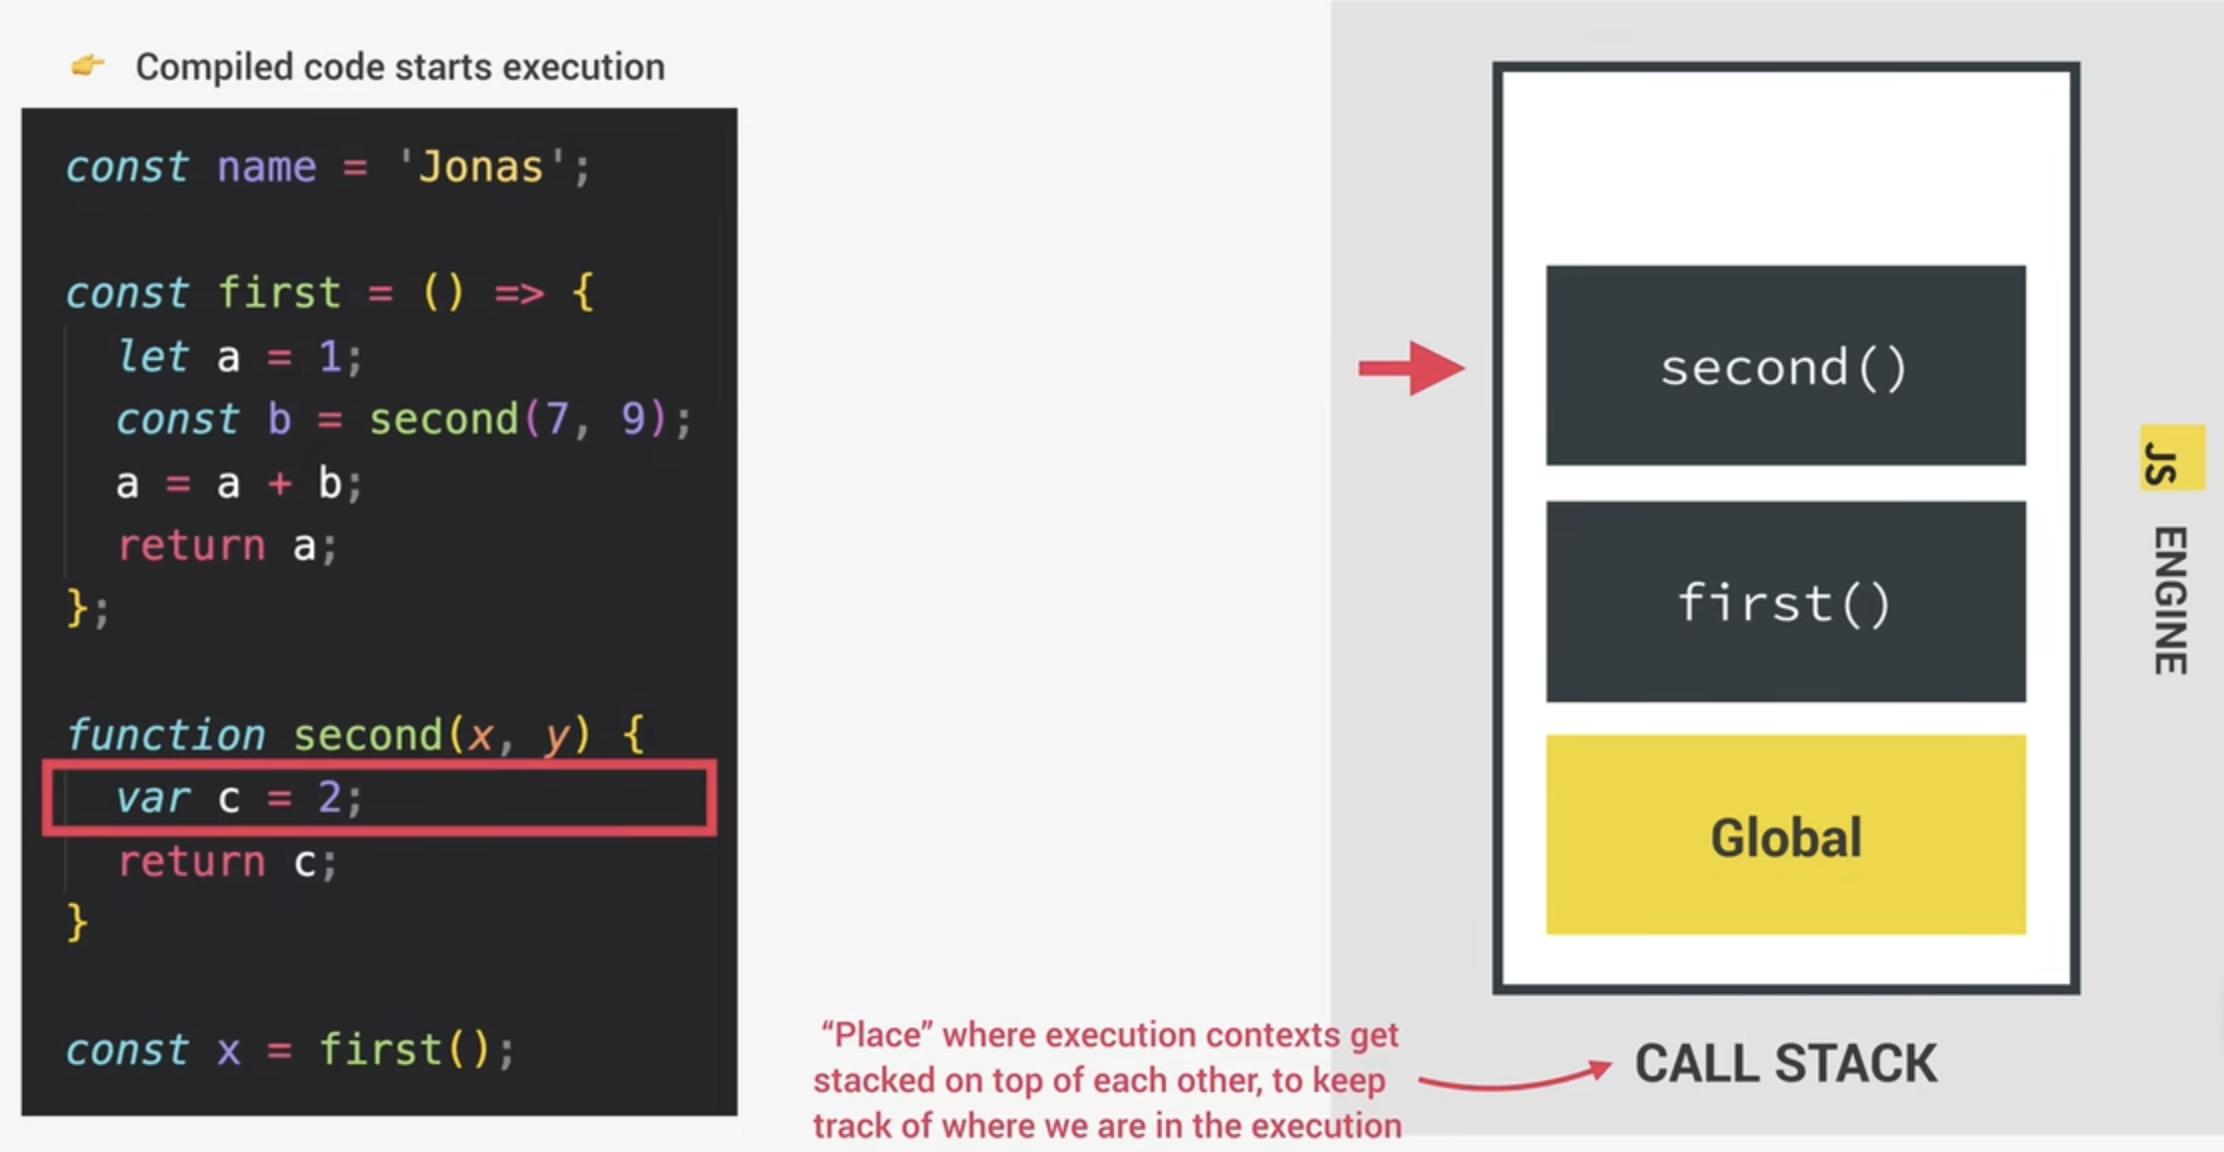 👉 Compiled code starts execution
const name = 'Jonas';
const first = () => {
let a = 1;
const b = second(7, 9);
a = a + b;
return a;
};
function second(x, y) {
var c = 2;
return c;
}
const x = first();
second()
first()
Global
CALL STACK
“Place” where execution contexts get
stacked on top of each other, to keep
track of where we are in the execution
JS ENGINE